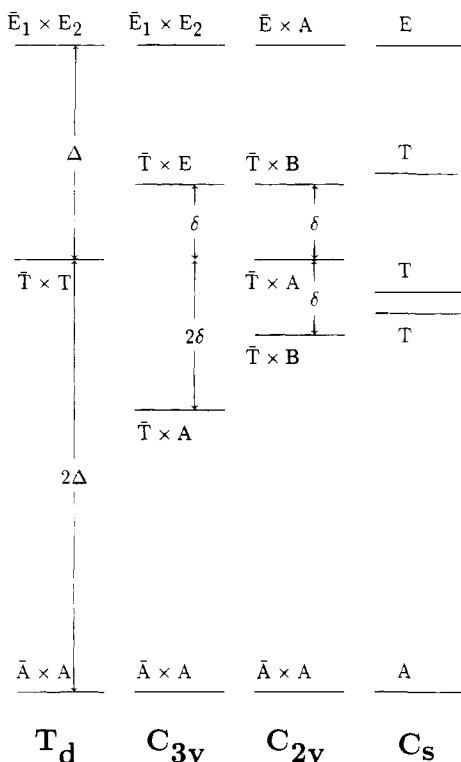 Ē₁ × E₂ Ē₁ × E₂ Ē × A E
Δ
T̄ × E T̄ × B T
δ δ
T̄ × T T̄ × A T
2δ δ
T̄ × B T
T̄ × A
2Δ
Ā × A Ā × A Ā × A A
T_d C_3v C_2v C_s